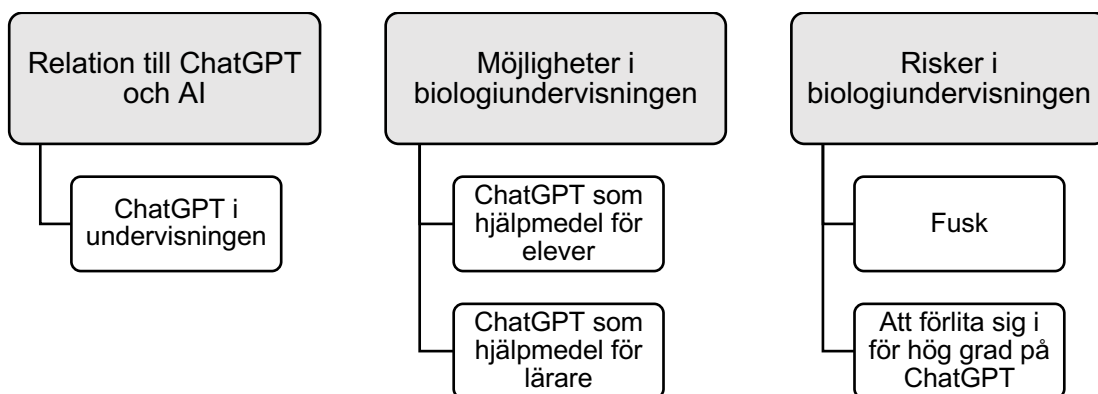 Relation till ChatGPT
och AI
ChatGPT i
undervisningen
Möjligheter i
biologiundervisningen
ChatGPT som
hjälpmedel för
elever
ChatGPT som
hjälpmedel för
lärare
Risker i
biologiundervisningen
Fusk
Att förlita sig i
för hög grad på
ChatGPT